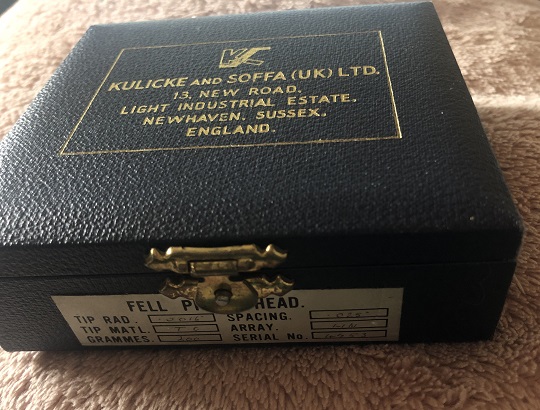 KULICKE AND SOFFA (UK) LTD.
13, NEW ROAD,
LIGHT INDUSTRIAL ESTATE,
NEWHAVEN, SUSSEX,
ENGLAND.
FELL P HEAD.
TIP RAD. SPACING.
TIP MATL. ARRAY.
GRAMMES. SERIAL No.